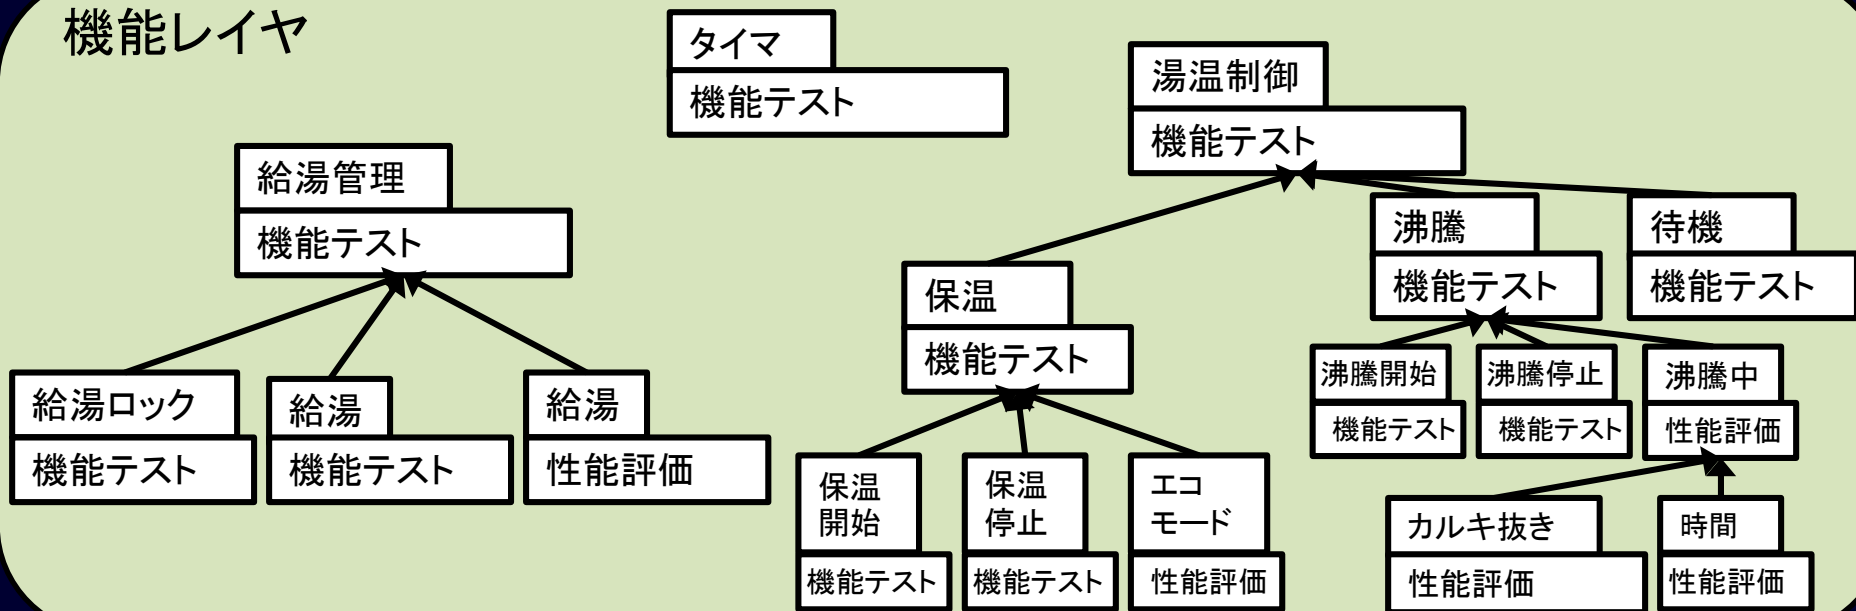 機能レイヤ
タイマ
機能テスト
湯温制御
機能テスト
給湯管理
機能テスト
沸騰
機能テスト
待機
機能テスト
保温
機能テスト
給湯ロック
機能テスト
給湯
機能テスト
給湯
性能評価
沸騰開始
機能テスト
沸騰停止
機能テスト
沸騰中
性能評価
保温
開始
機能テスト
保温
停止
機能テスト
エコ
モード
性能評価
カルキ抜き
性能評価
時間
性能評価